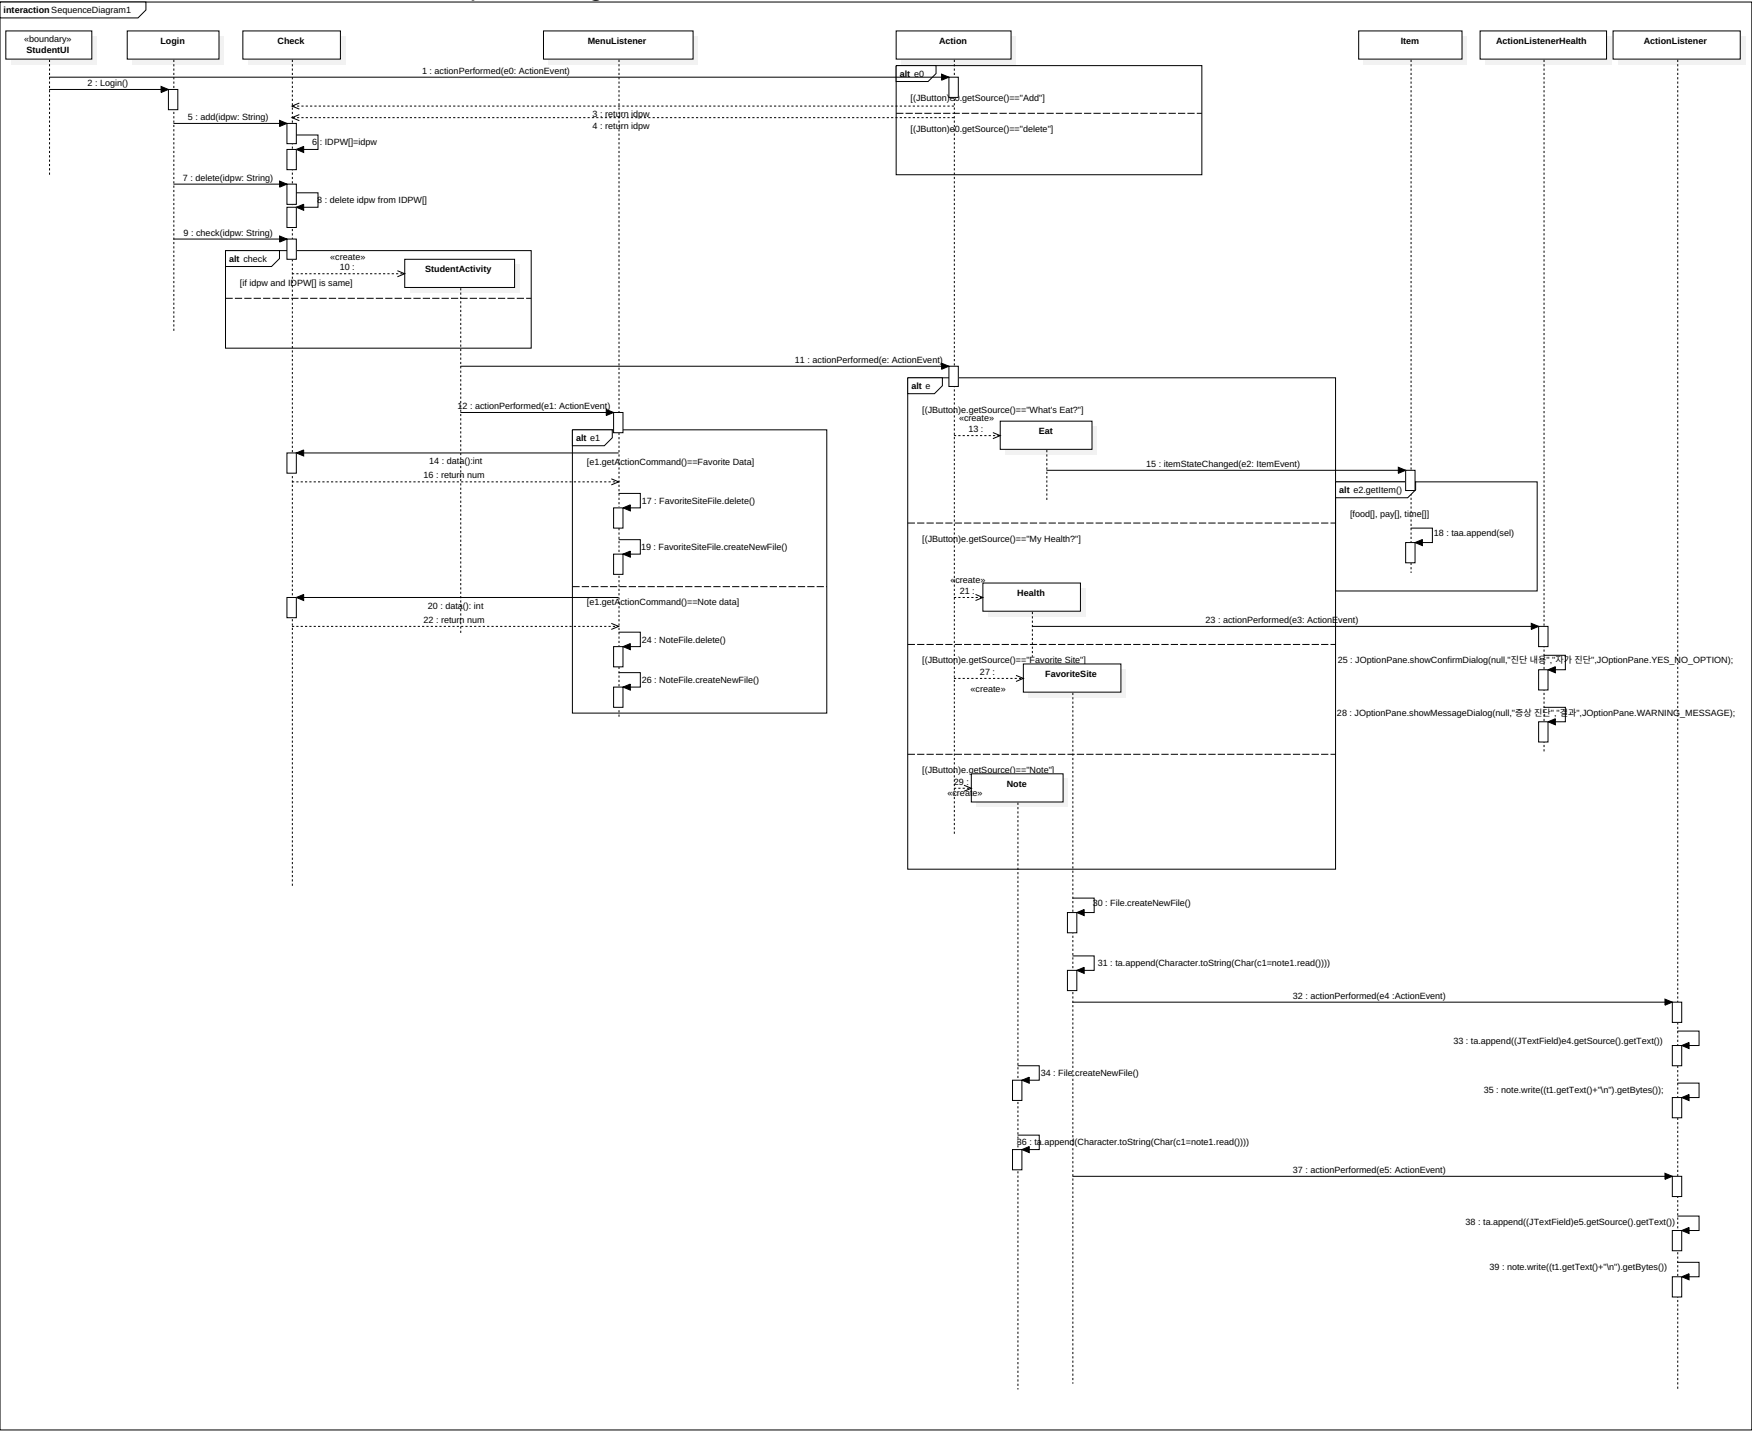 interaction SequenceDiagram1
«boundary»
StudentUI
Login
Check
MenuListener
Action
Item
ActionListenerHealth
ActionListener
1 : actionPerformed(e0: ActionEvent)
alt e0
2 : Login()
[(JButton)e0.getSource()=="Add"]
3 : return idpw
5 : add(idpw: String)
4 : return idpw
[(JButton)e0.getSource()=="delete"]
6 : IDPW[]=idpw
7 : delete(idpw: String)
8 : delete idpw from IDPW[]
9 : check(idpw: String)
alt check
«create»
10 :
StudentActivity
[if idpw and IDPW[] is same]
11 : actionPerformed(e: ActionEvent)
alt e
12 : actionPerformed(e1: ActionEvent)
[(JButton)e.getSource()=="What's Eat?"]
«create»
13 :
Eat
alt e1
14 : data():int
[e1.getActionCommand()==Favorite Data]
15 : itemStateChanged(e2: ItemEvent)
16 : return num
alt e2.getItem()
17 : FavoriteSiteFile.delete()
[food[], pay[], time[]]
18 : taa.append(sel)
[(JButton)e.getSource()=="My Health?"]
19 : FavoriteSiteFile.createNewFile()
«create»
21 :
Health
20 : data(): int
[e1.getActionCommand()==Note data]
22 : return num
23 : actionPerformed(e3: ActionEvent)
24 : NoteFile.delete()
[(JButton)e.getSource()=="Favorite Site"]
25 : JOptionPane.showConfirmDialog(null,"진단 내용","자가 진단",JOptionPane.YES_NO_OPTION);
27 :
FavoriteSite
26 : NoteFile.createNewFile()
«create»
28 : JOptionPane.showMessageDialog(null,"증상 진단","결과",JOptionPane.WARNING_MESSAGE);
[(JButton)e.getSource()=="Note"]
29 :
Note
«create»
30 : File.createNewFile()
31 : ta.append(Character.toString(Char(c1=note1.read())))
32 : actionPerformed(e4 :ActionEvent)
33 : ta.append((JTextField)e4.getSource().getText())
34 : File.createNewFile()
35 : note.write((t1.getText()+"\n").getBytes());
36 : ta.append(Character.toString(Char(c1=note1.read())))
37 : actionPerformed(e5: ActionEvent)
38 : ta.append((JTextField)e5.getSource().getText())
39 : note.write((t1.getText()+"\n").getBytes())